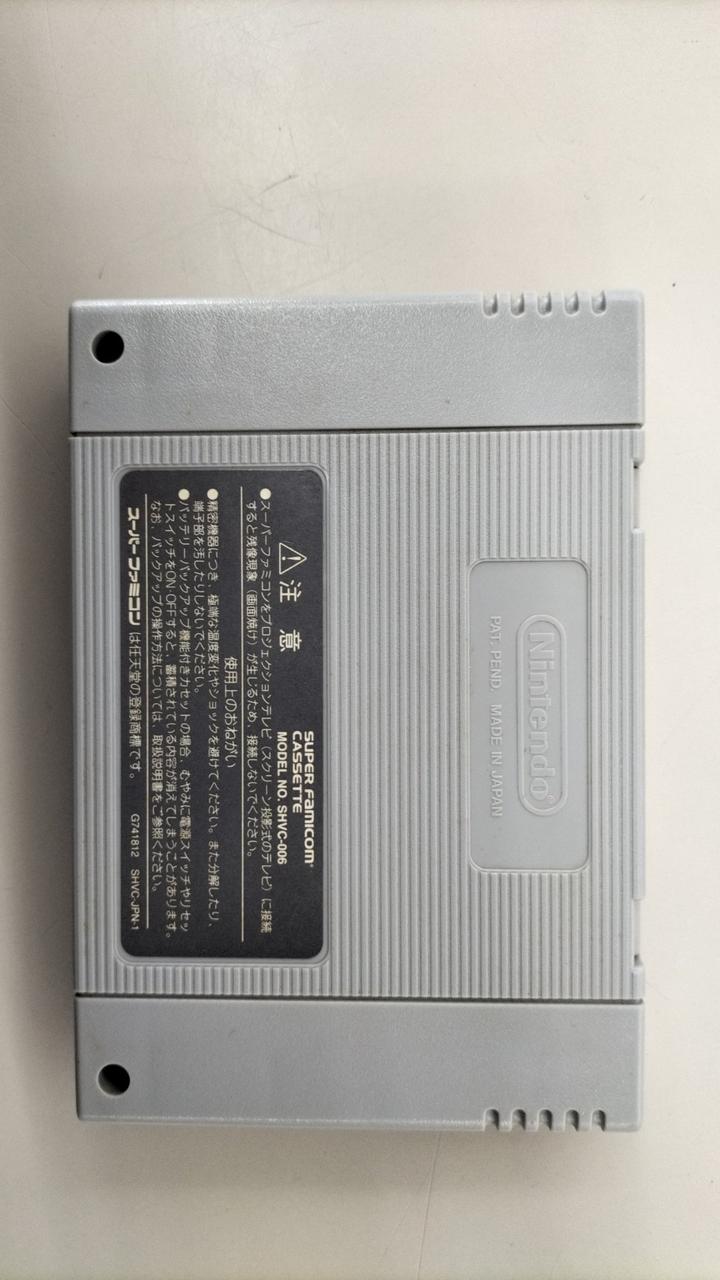 Nintendo®
PAT. PEND. MADE IN JAPAN
SUPER FAMICOM®
CASSETTE
MODEL NO. SHVC-006
注意
●スーパーファミコンをプロジェクションテレビ(スクリーン投影式のテレビ)に接続
すると残像現象(画面焼け)が生じるため、接続しないでください。
使用上のおねがい
●精密機器につき、極端な温度変化やショックを避けてください。また分解したり、
端子部を汚したりしないでください。
●バッテリーバックアップ機能付きカセットの場合、むやみに電源スイッチやリセッ
トスイッチをON・OFFすると、蓄積されている内容が消えてしまうことがあります。
なお、バックアップの操作方法については、取扱説明書をご参照ください。
スーパーファミコンは任天堂の登録商標です。 G741812 SHVC-JPN-1